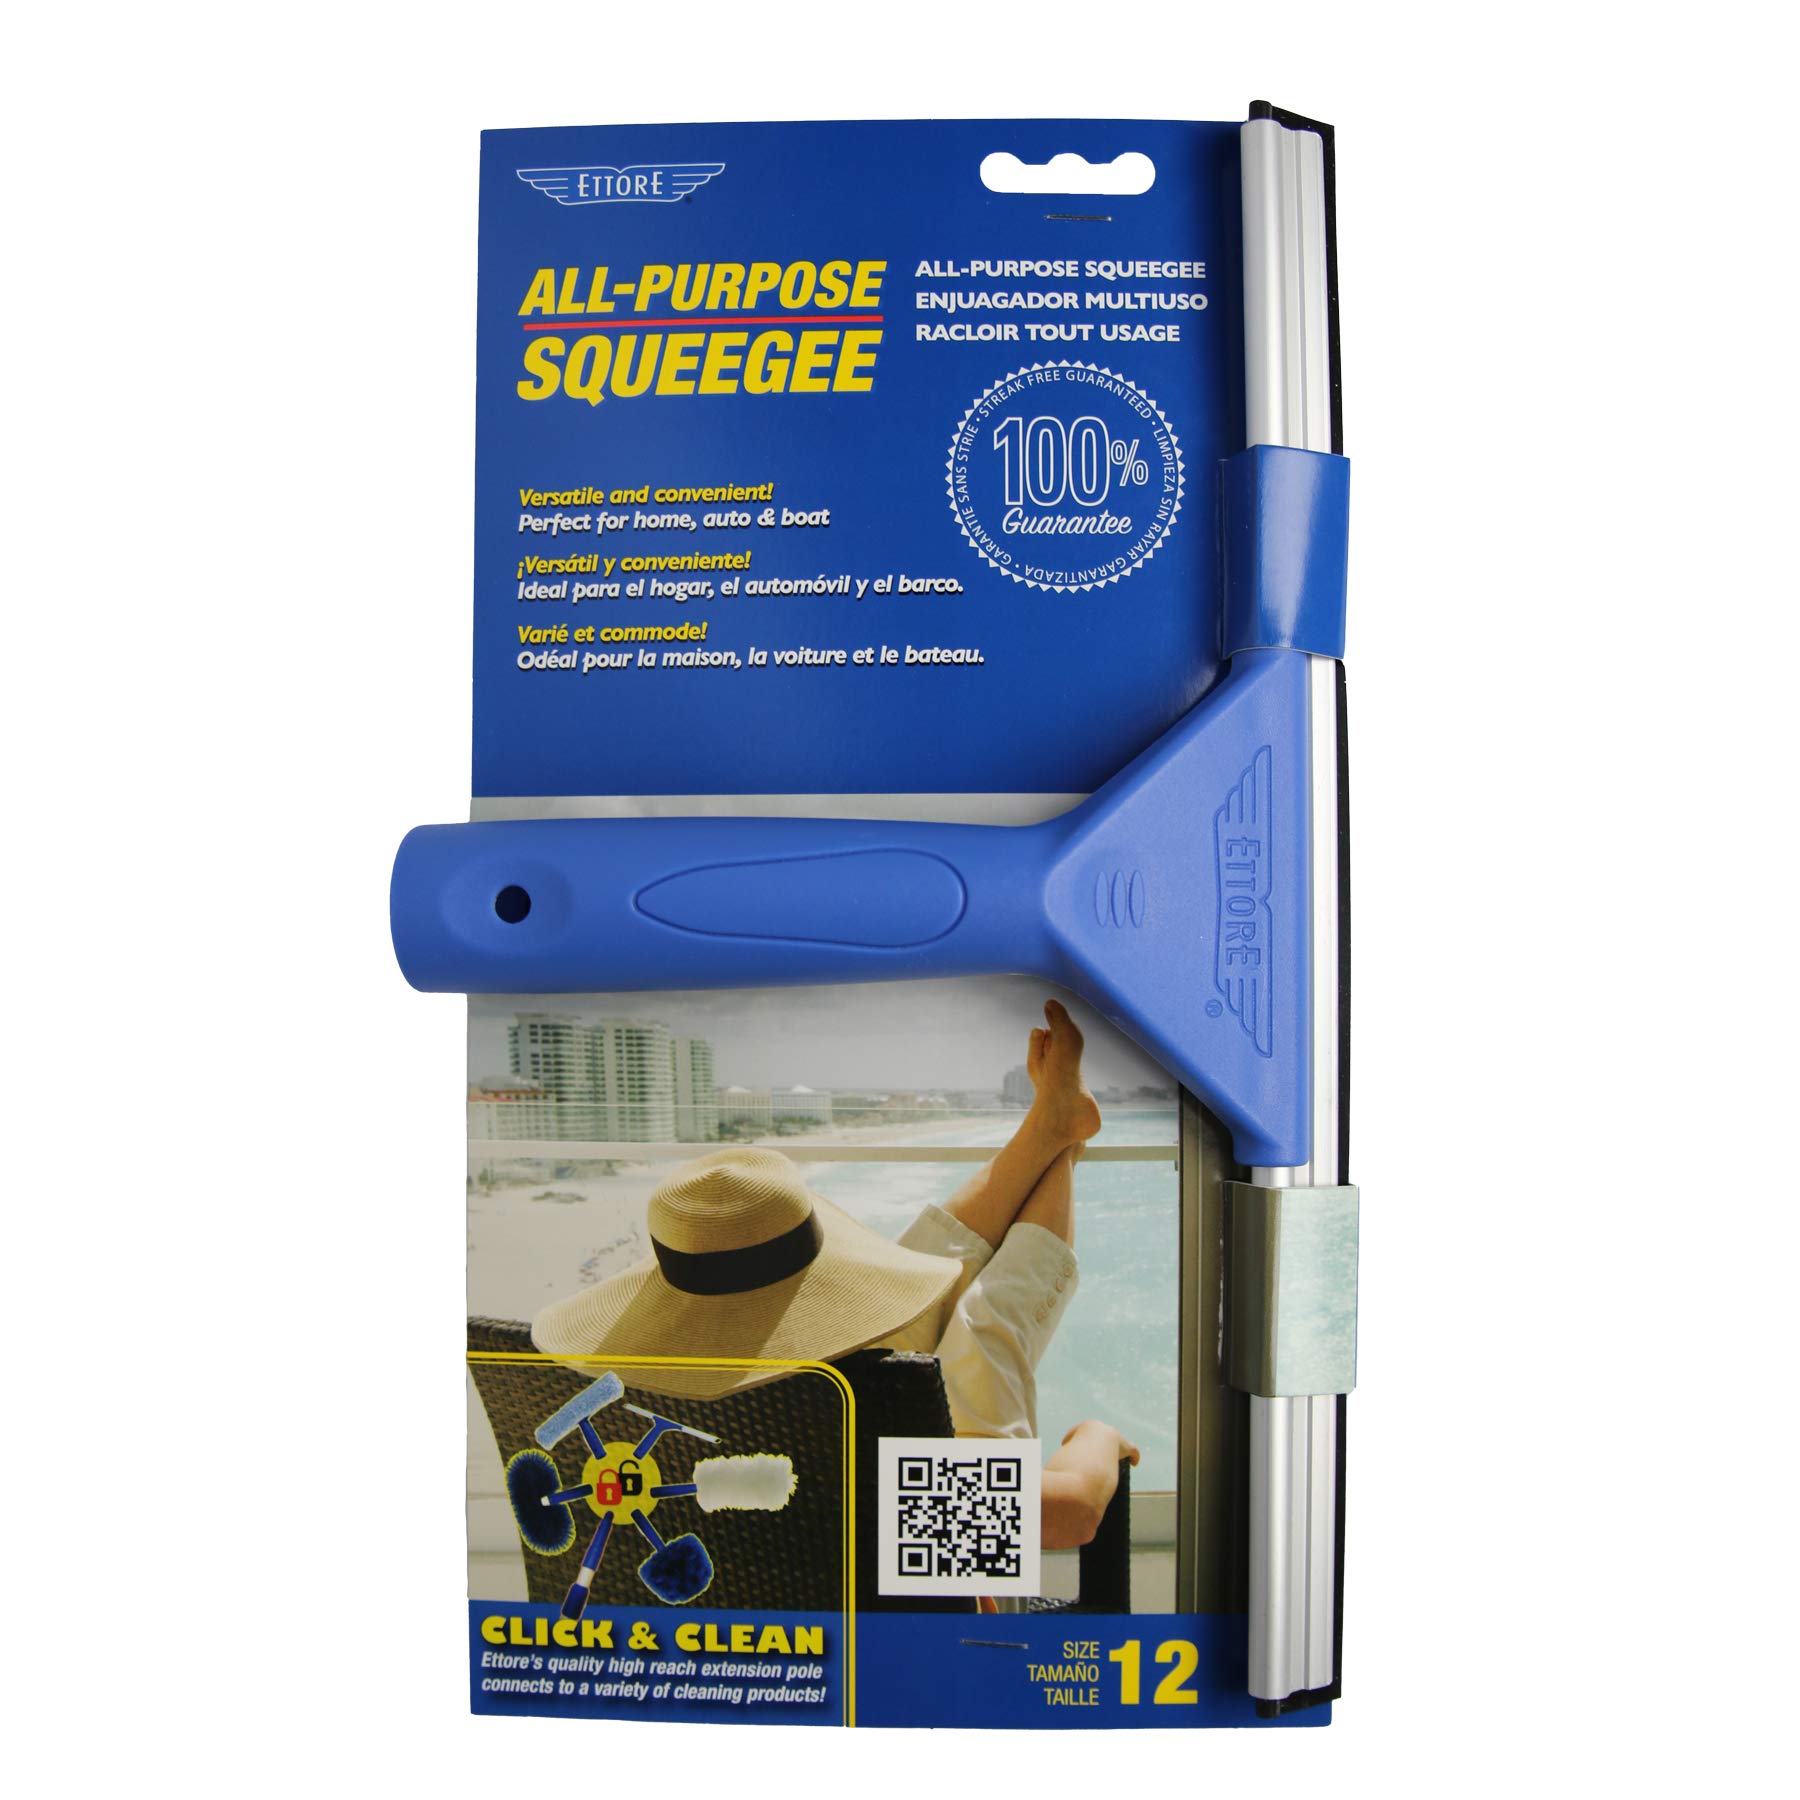 ETTORE
ALL-PURPOSE
SQUEEGEE
ALL-PURPOSE SQUEEGEE
ENJUAGADOR MULTIUSO
RACLOIR TOUT USAGE
STREAK FREE GUARANTEED • LIMPIEZA SIN RAYAR GARANTIZADA • GARANTIE SANS STRIE •
100%
Guarantee
Versatile and convenient!
Perfect for home, auto & boat
¡Versátil y conveniente!
Ideal para el hogar, el automóvil y el barco.
Varié et commode!
Odéal pour la maison, la voiture et le bateau.
ETTORE®
CLICK & CLEAN
Ettore's quality high reach extension pole
connects to a variety of cleaning products!
SIZE
TAMAÑO
TAILLE
12